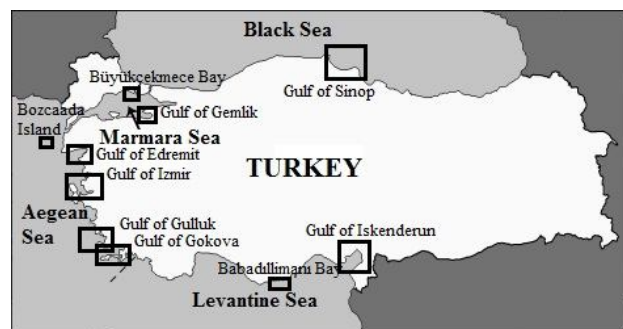 Black Sea
Büyükçekmece Bay
Gulf of Sinop
Bozcaada
Island
Gulf of Gemlik
Marmara Sea
Gulf of Edremit
TURKEY
Gulf of Izmir
Aegean
Sea
Gulf of Gulluk
Gulf of Gokova
Gulf of Iskenderun
Babadıllimanı Bay
Levantine Sea